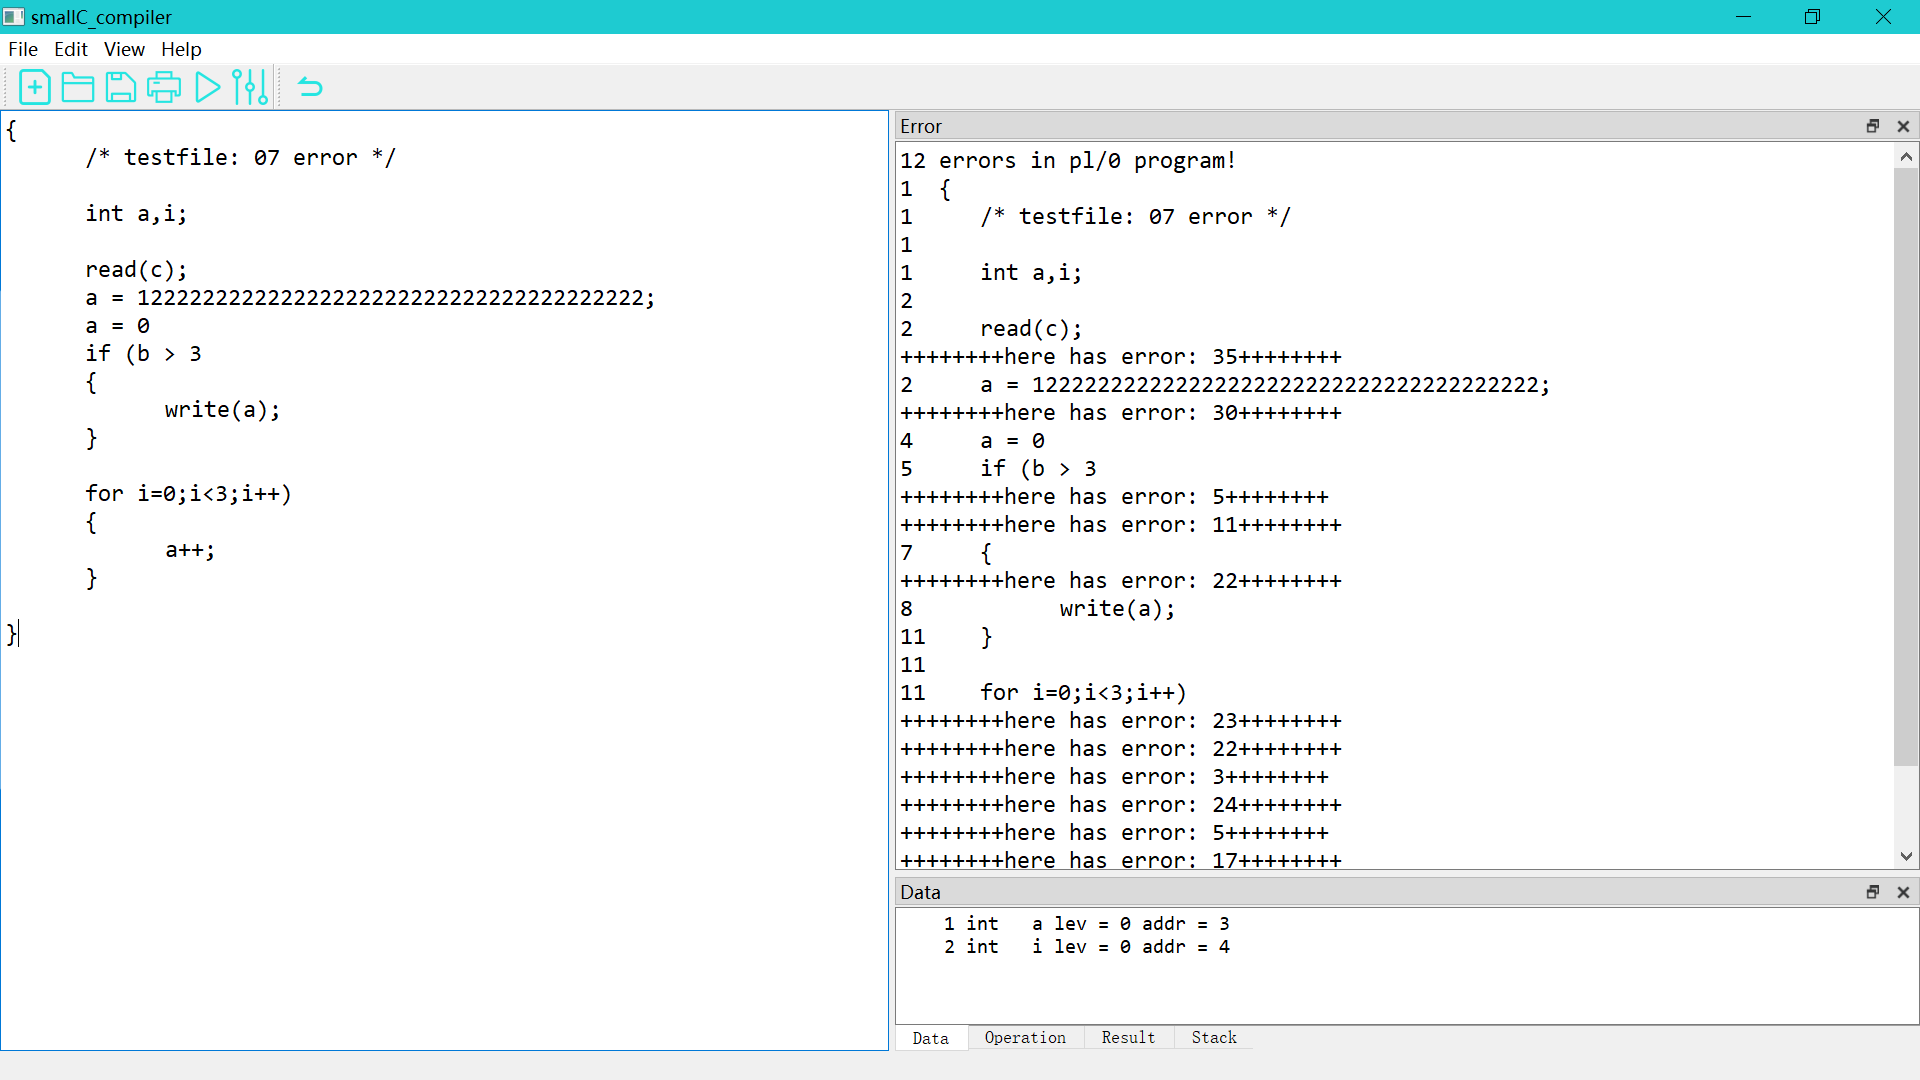 smallC_compiler
File Edit View Help
{
/* testfile: 07 error */
int a,i;
read(c);
a = 122222222222222222222222222222222222222;
a = 0
if (b > 3
{
write(a);
}
for i=0;i<3;i++)
{
a++;
}
}
Error
12 errors in pl/0 program!
1 {
1 /* testfile: 07 error */
1
1 int a,i;
2
2 read(c);
++++++++here has error: 35++++++++
2 a = 122222222222222222222222222222222222222;
++++++++here has error: 30++++++++
4 a = 0
5 if (b > 3
++++++++here has error: 5++++++++
++++++++here has error: 11++++++++
7 {
++++++++here has error: 22++++++++
8 write(a);
11 }
11
11 for i=0;i<3;i++)
++++++++here has error: 23++++++++
++++++++here has error: 22++++++++
++++++++here has error: 3++++++++
++++++++here has error: 24++++++++
++++++++here has error: 5++++++++
++++++++here has error: 17++++++++
Data
1 int a lev = 0 addr = 3
2 int i lev = 0 addr = 4
Data Operation Result Stack